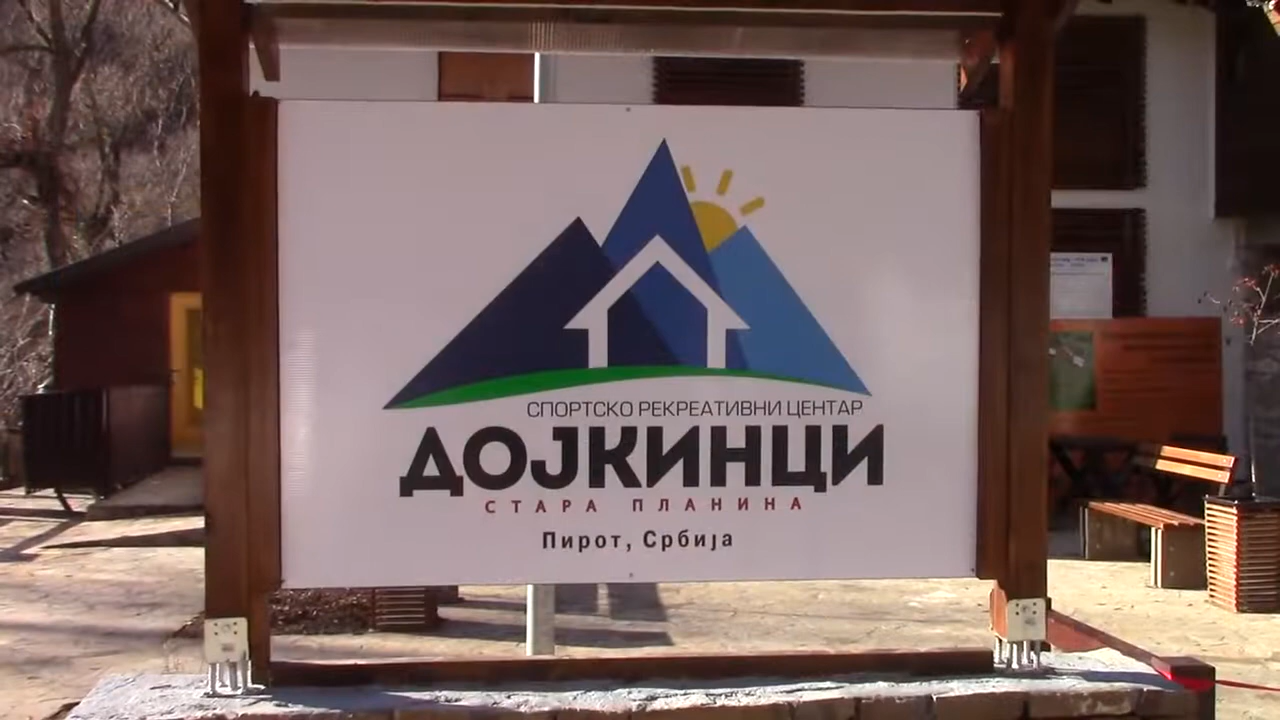 СПОРТСКО РЕКРЕАТИВНИ ЦЕНТАР
ДОЈКИНЦИ
СТАРА ПЛАНИНА
Пирот, Србија